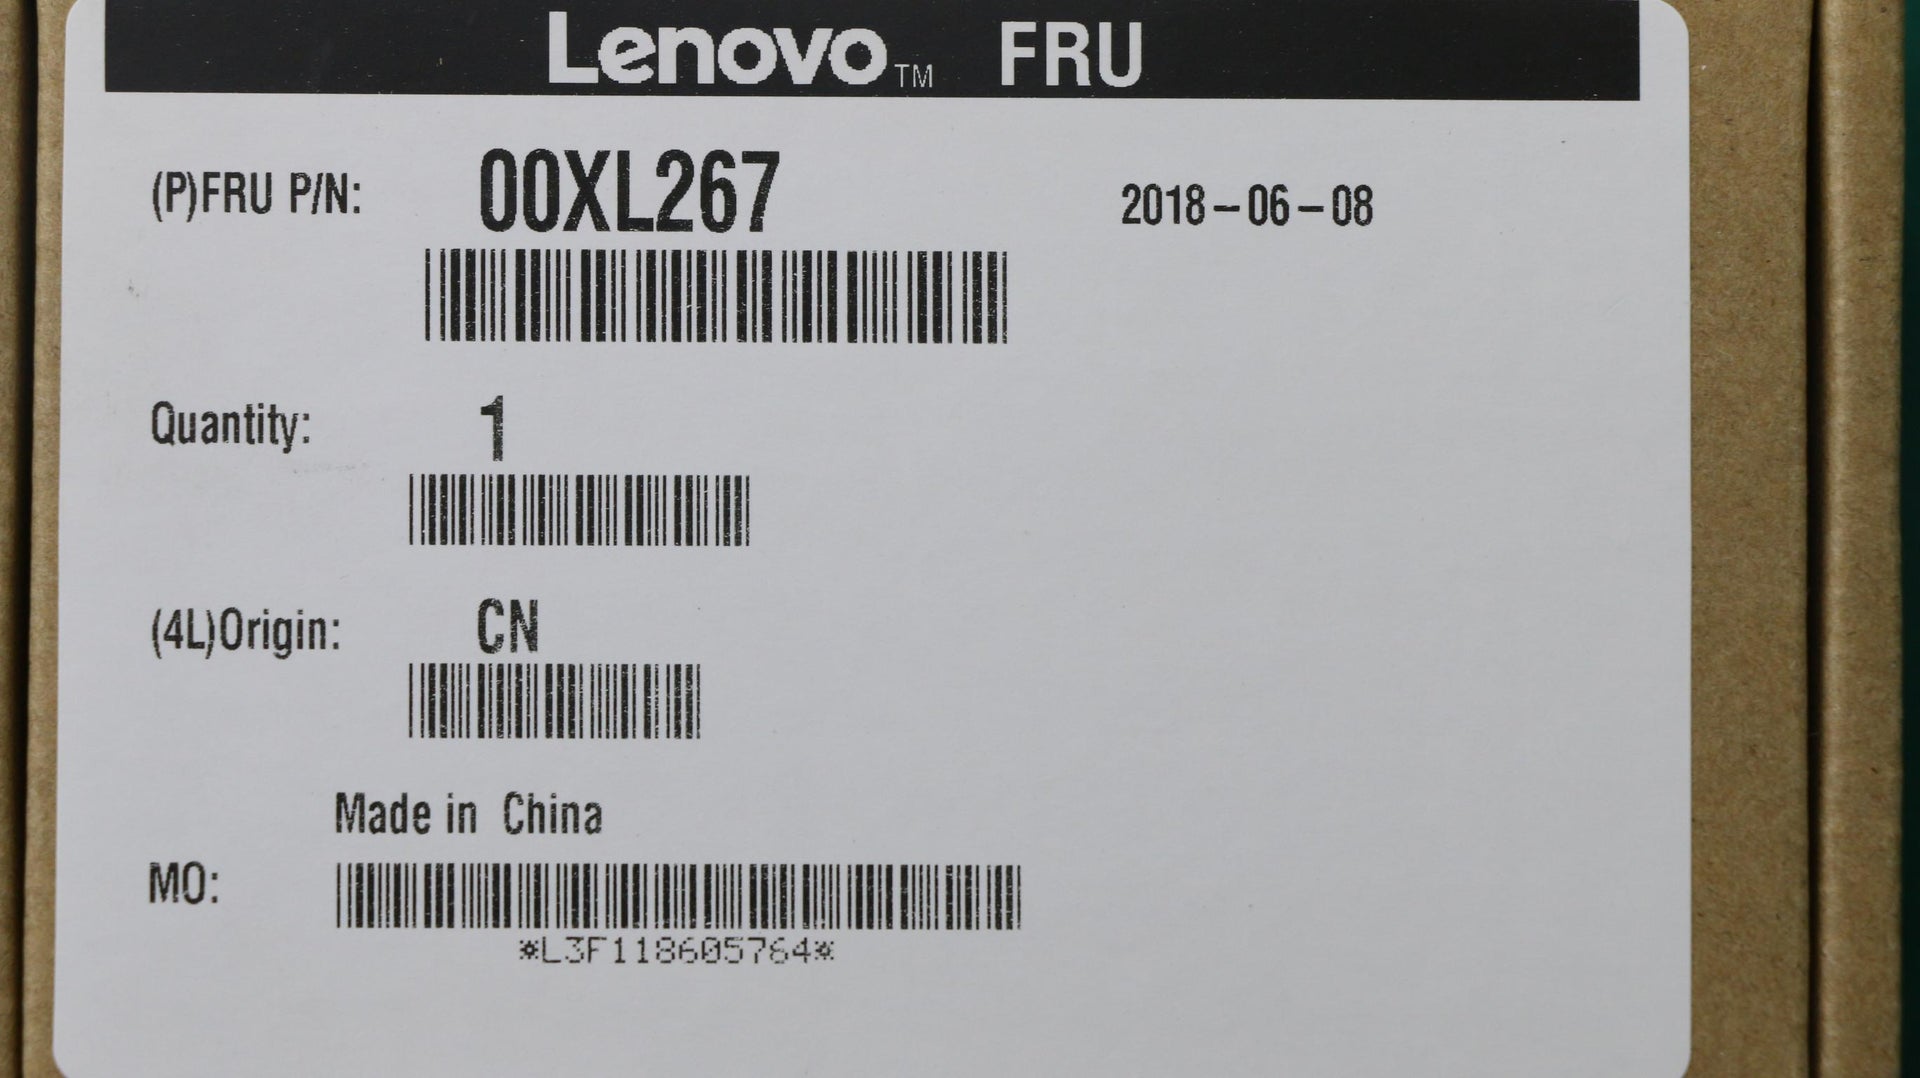 Lenovo™ FRU
(P)FRU P/N: 00XL267 2018-06-08
Quantity: 1
(4L)Origin: CN
Made in China
MO:
*L3F118605764*